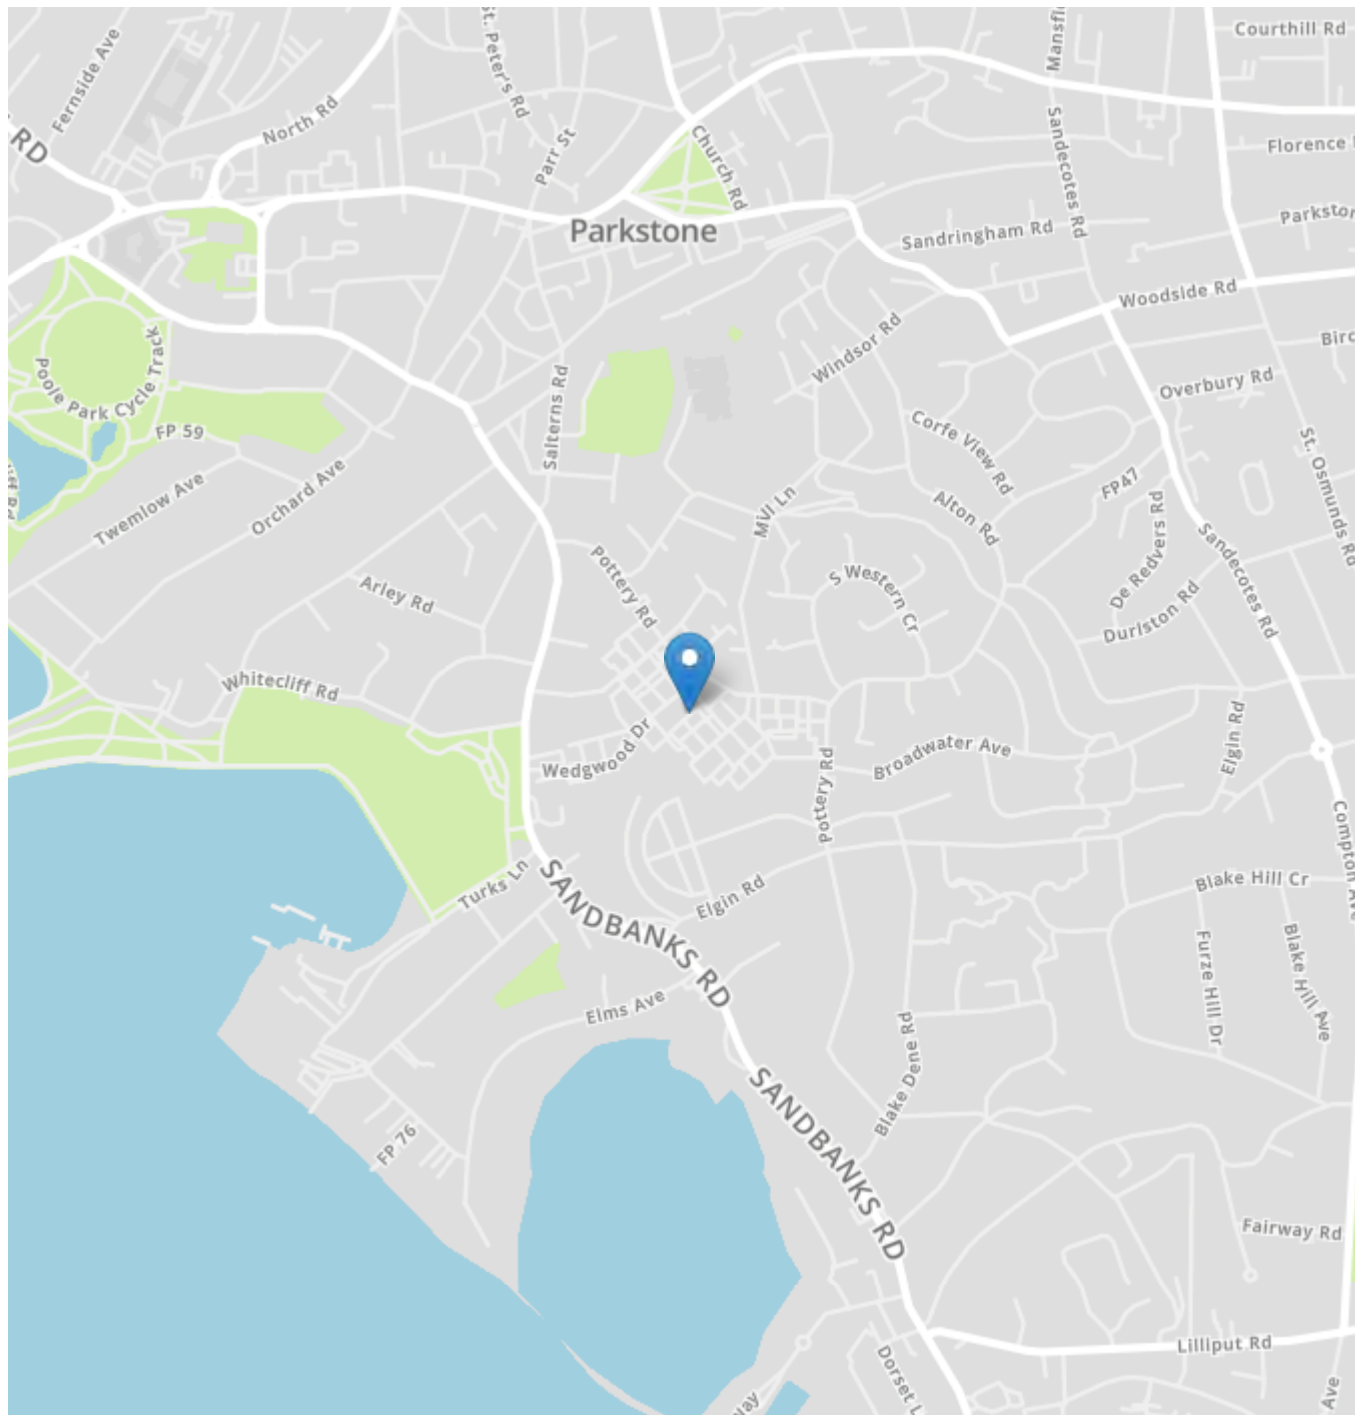 Courthill Rd
Mansfi
St. Peter's Rd
Fernside Ave
North Rd
RD
Parr St
Church Rd
Sandecotes Rd
Florence
Parkstone
Sandringham Rd
Parkstor
Woodside Rd
Windsor Rd
Birc
Poole Park Cycle Track
Salterns Rd
Overbury Rd
FP 59
Corfe View Rd
St. Osmunds Rd
Twemlow Ave
Orchard Ave
Mill Ln
Alton Rd
FP47
De Redvers Rd
Sandecotes Rd
Pottery Rd
Arley Rd
S Western Cr
Durlston Rd
Whitecliff Rd
Wedgwood Dr
Broadwater Ave
Elgin Rd
Pottery Rd
Compton Ave
Turks Ln
SANDBANKS RD
Elgin Rd
Blake Hill Cr
Furze Hill Dr
Blake Hill Ave
Elms Ave
Blake Dene Rd
SANDBANKS RD
FP 76
Fairway Rd
Lilliput Rd
Dorset L
Ave